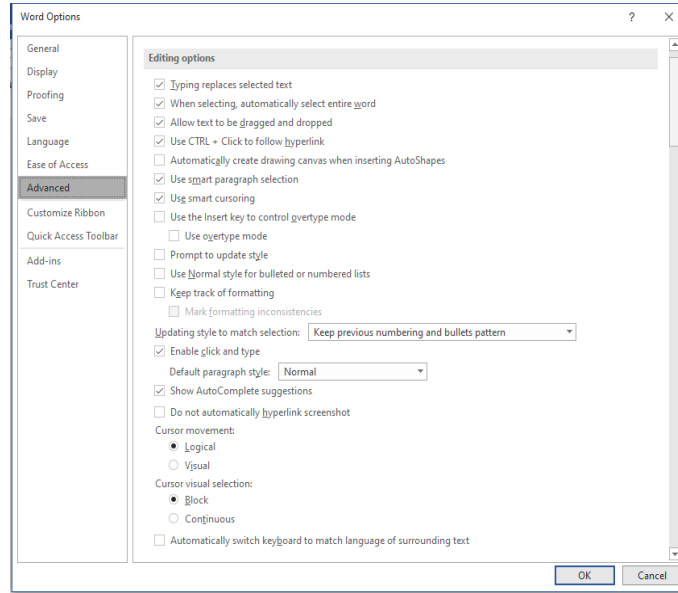 Word Options
?
General
Display
Proofing
Save
Language
Ease of Access
Advanced
Customize Ribbon
Quick Access Toolbar
Add-ins
Trust Center
Editing options
Typing replaces selected text
When selecting, automatically select entire word
Allow text to be dragged and dropped
Use CTRL + Click to follow hyperlink
Automatically create drawing canvas when inserting AutoShapes
Use smart paragraph selection
Use smart cursoring
Use the Insert key to control overtype mode
Use overtype mode
Prompt to update style
Use Normal style for bulleted or numbered lists
Keep track of formatting
Mark formatting inconsistencies
Updating style to match selection: Keep previous numbering and bullets pattern
Enable click and type
Default paragraph style: Normal
Show AutoComplete suggestions
Do not automatically hyperlink screenshot
Cursor movement:
Logical
Visual
Cursor visual selection:
Block
Continuous
Automatically switch keyboard to match language of surrounding text
OK Cancel